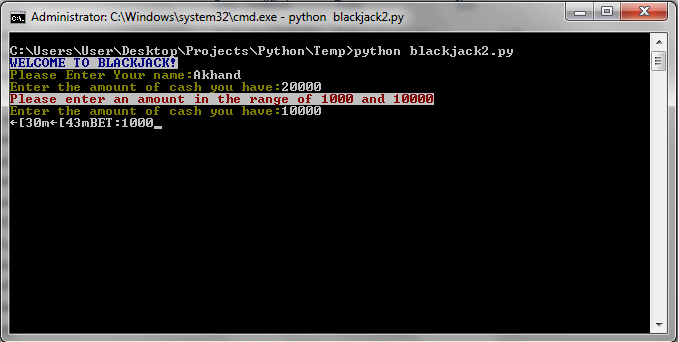 Administrator: C:\Windows\system32\cmd.exe - python  blackjack2.py
C:\Users\User\Desktop\Projects\Python\Temp>python blackjack2.py
WELCOME TO BLACKJACK!
Please Enter Your name:Akhand
Enter the amount of cash you have:20000
Please enter an amount in the range of 1000 and 10000
Enter the amount of cash you have:10000
←[30m←[43mBET:1000_